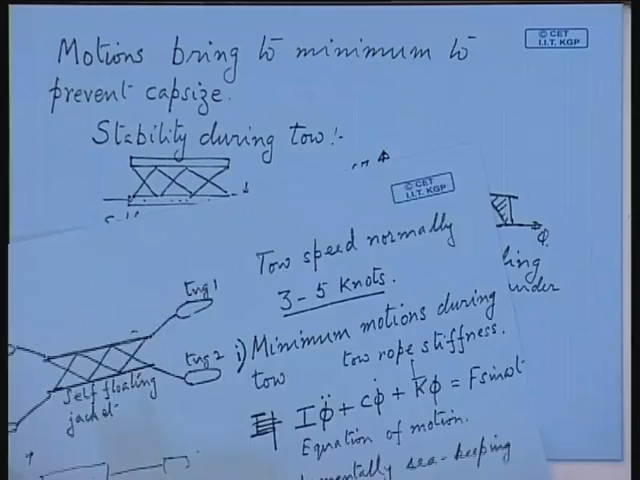 © CET
I.I.T. KGP
Motions bring to minimum to
prevent capsize.
Stability during tow :-
© CET
I.I.T. KGP
Tow speed normally
3-5 knots.
i) Minimum motions during
tow
tow rope stiffness.
Iφ̈ + cφ̇ + Kφ = F sinωt
Equation of motion.
sea-keeping
Tug 1
Tug 2
Self floating
jacket
φ